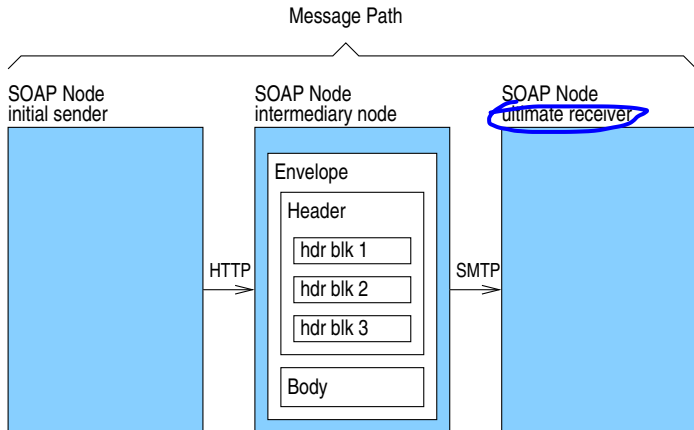 Message Path
SOAP Node
initial sender
SOAP Node
intermediary node
SOAP Node
ultimate receiver
Envelope
Header
hdr blk 1
HTTP
hdr blk 2
SMTP
hdr blk 3
Body